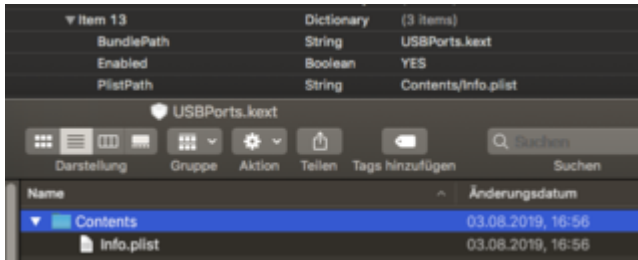 Item 13 Dictionary (3 items)
BundlePath String USBPorts.kext
Enabled Boolean YES
PlistPath String Contents/Info.plist
USBPorts.kext
Suchen
Darstellung Gruppe Aktion Teilen Tags hinzufügen Suchen
Name Änderungsdatum
Contents 03.08.2019, 16:56
Info.plist 03.08.2019, 16:56